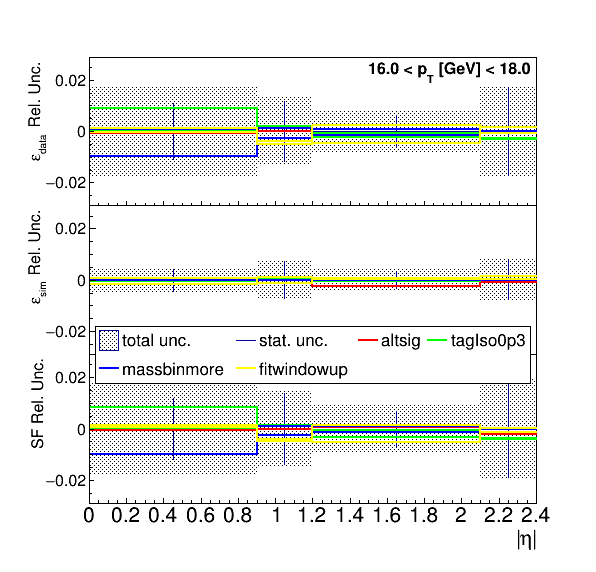 16.0 < p_T [GeV] < 18.0
ε_data Rel. Unc.
0.02
0
−0.02
ε_sim Rel. Unc.
0.02
0
−0.02
total unc. stat. unc. altsig tagIso0p3
massbinmore fitwindowup
SF Rel. Unc.
0.02
0
−0.02
0 0.2 0.4 0.6 0.8 1 1.2 1.4 1.6 1.8 2 2.2 2.4
|η|